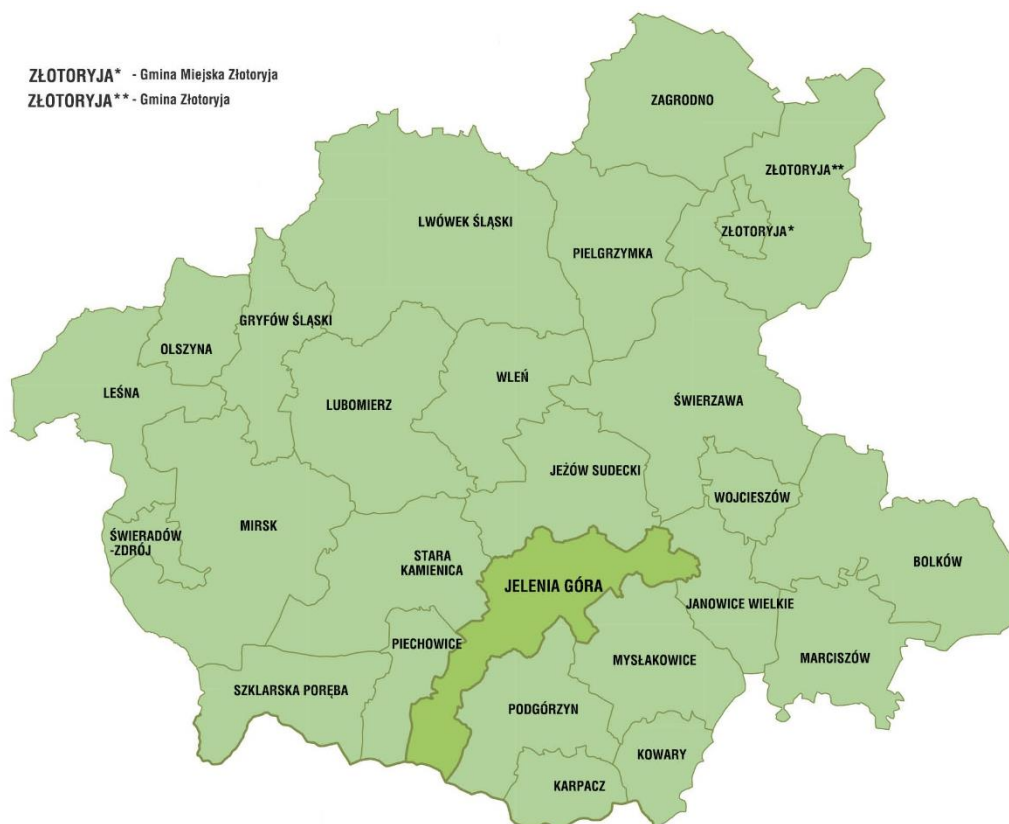 ZŁOTORYJA* - Gmina Miejska Złotoryja
ZŁOTORYJA** - Gmina Złotoryja
ZAGRODNO
ZŁOTORYJA**
LWÓWEK ŚLĄSKI
ZŁOTORYJA*
PIELGRZYMKA
GRYFÓW ŚLĄSKI
OLSZYNA
WLEŃ
LEŚNA
LUBOMIERZ
ŚWIERZAWA
JEŻÓW SUDECKI
WOJCIESZÓW
MIRSK
ŚWIERADÓW
-ZDRÓJ
STARA
KAMIENICA
BOLKÓW
JELENIA GÓRA
JANOWICE WIELKIE
PIECHOWICE
MYSŁAKOWICE
MARCISZÓW
SZKLARSKA PORĘBA
PODGÓRZYN
KOWARY
KARPACZ